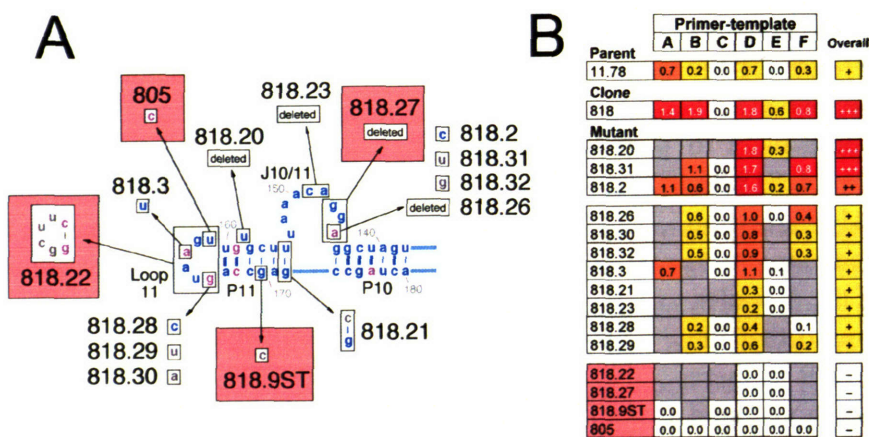 A
805
c
818.20
deleted
818.23
deleted
818.27
deleted
818.2
c
818.31
u
818.32
g
818.26
deleted
818.3
u
J10/11
150
160
140
170
180
818.22
Loop
11
P11
P10
818.28
c
818.29
u
818.30
a
818.9ST
c
818.21
c
g
B
Primer-template
A B C D E F Overall
Parent
11.78 0.7 0.2 0.0 0.7 0.0 0.3 +
Clone
818 1.4 1.9 0.0 1.8 0.6 0.8 +++
Mutant
818.20 1.8 0.3 +++
818.31 1.1 0.0 1.7 0.8 +++
818.2 1.1 0.6 0.0 1.6 0.2 0.7 ++
818.26 0.6 0.0 1.0 0.0 0.4 +
818.30 0.5 0.0 0.8 0.3 +
818.32 0.5 0.0 0.9 0.3 +
818.3 0.7 0.0 1.1 0.1 +
818.21 0.3 0.0 +
818.23 0.2 0.0 +
818.28 0.2 0.0 0.4 0.1 +
818.29 0.3 0.0 0.6 0.2 +
818.22 0.0 0.0 –
818.27 0.0 0.0 –
818.9ST 0.0 0.0 0.0 0.0 –
805 0.0 0.0 0.0 0.0 0.0 0.0 –